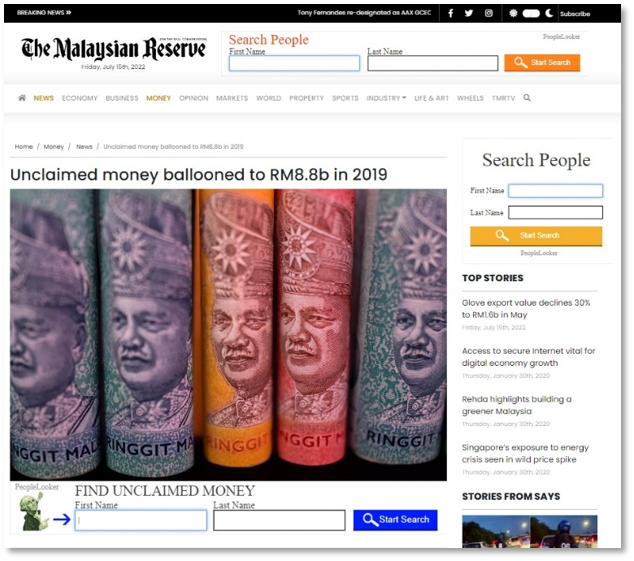 BREAKING NEWS
Tony Fernandes re-designated as AAX GCEC
Subscribe
The Malaysian Reserve
Friday, July 15th, 2022
Search People
PeopleLooker
First Name
Last Name
Start Search
NEWS ECONOMY BUSINESS MONEY OPINION MARKETS WORLD PROPERTY SPORTS INDUSTRY LIFE & ART WHEELS TMRTV
Home / Money / News / Unclaimed money ballooned to RM8.8b in 2019
Unclaimed money ballooned to RM8.8b in 2019
RINGGIT MAL
RINGGIT MA
RINGGIT
RINGGIT M
RINGGIT
PeopleLooker
FIND UNCLAIMED MONEY
First Name
Last Name
Start Search
Search People
First Name
Last Name
Start Search
PeopleLooker
TOP STORIES
Glove export value declines 30%
to RM1.6b in May
Friday, July 15th, 2022
Access to secure Internet vital for
digital economy growth
Thursday, January 30th, 2020
Rehda highlights building a
greener Malaysia
Thursday, January 30th, 2020
Singapore's exposure to energy
crisis seen in wild price spike
Thursday, January 30th, 2020
STORIES FROM SAYS